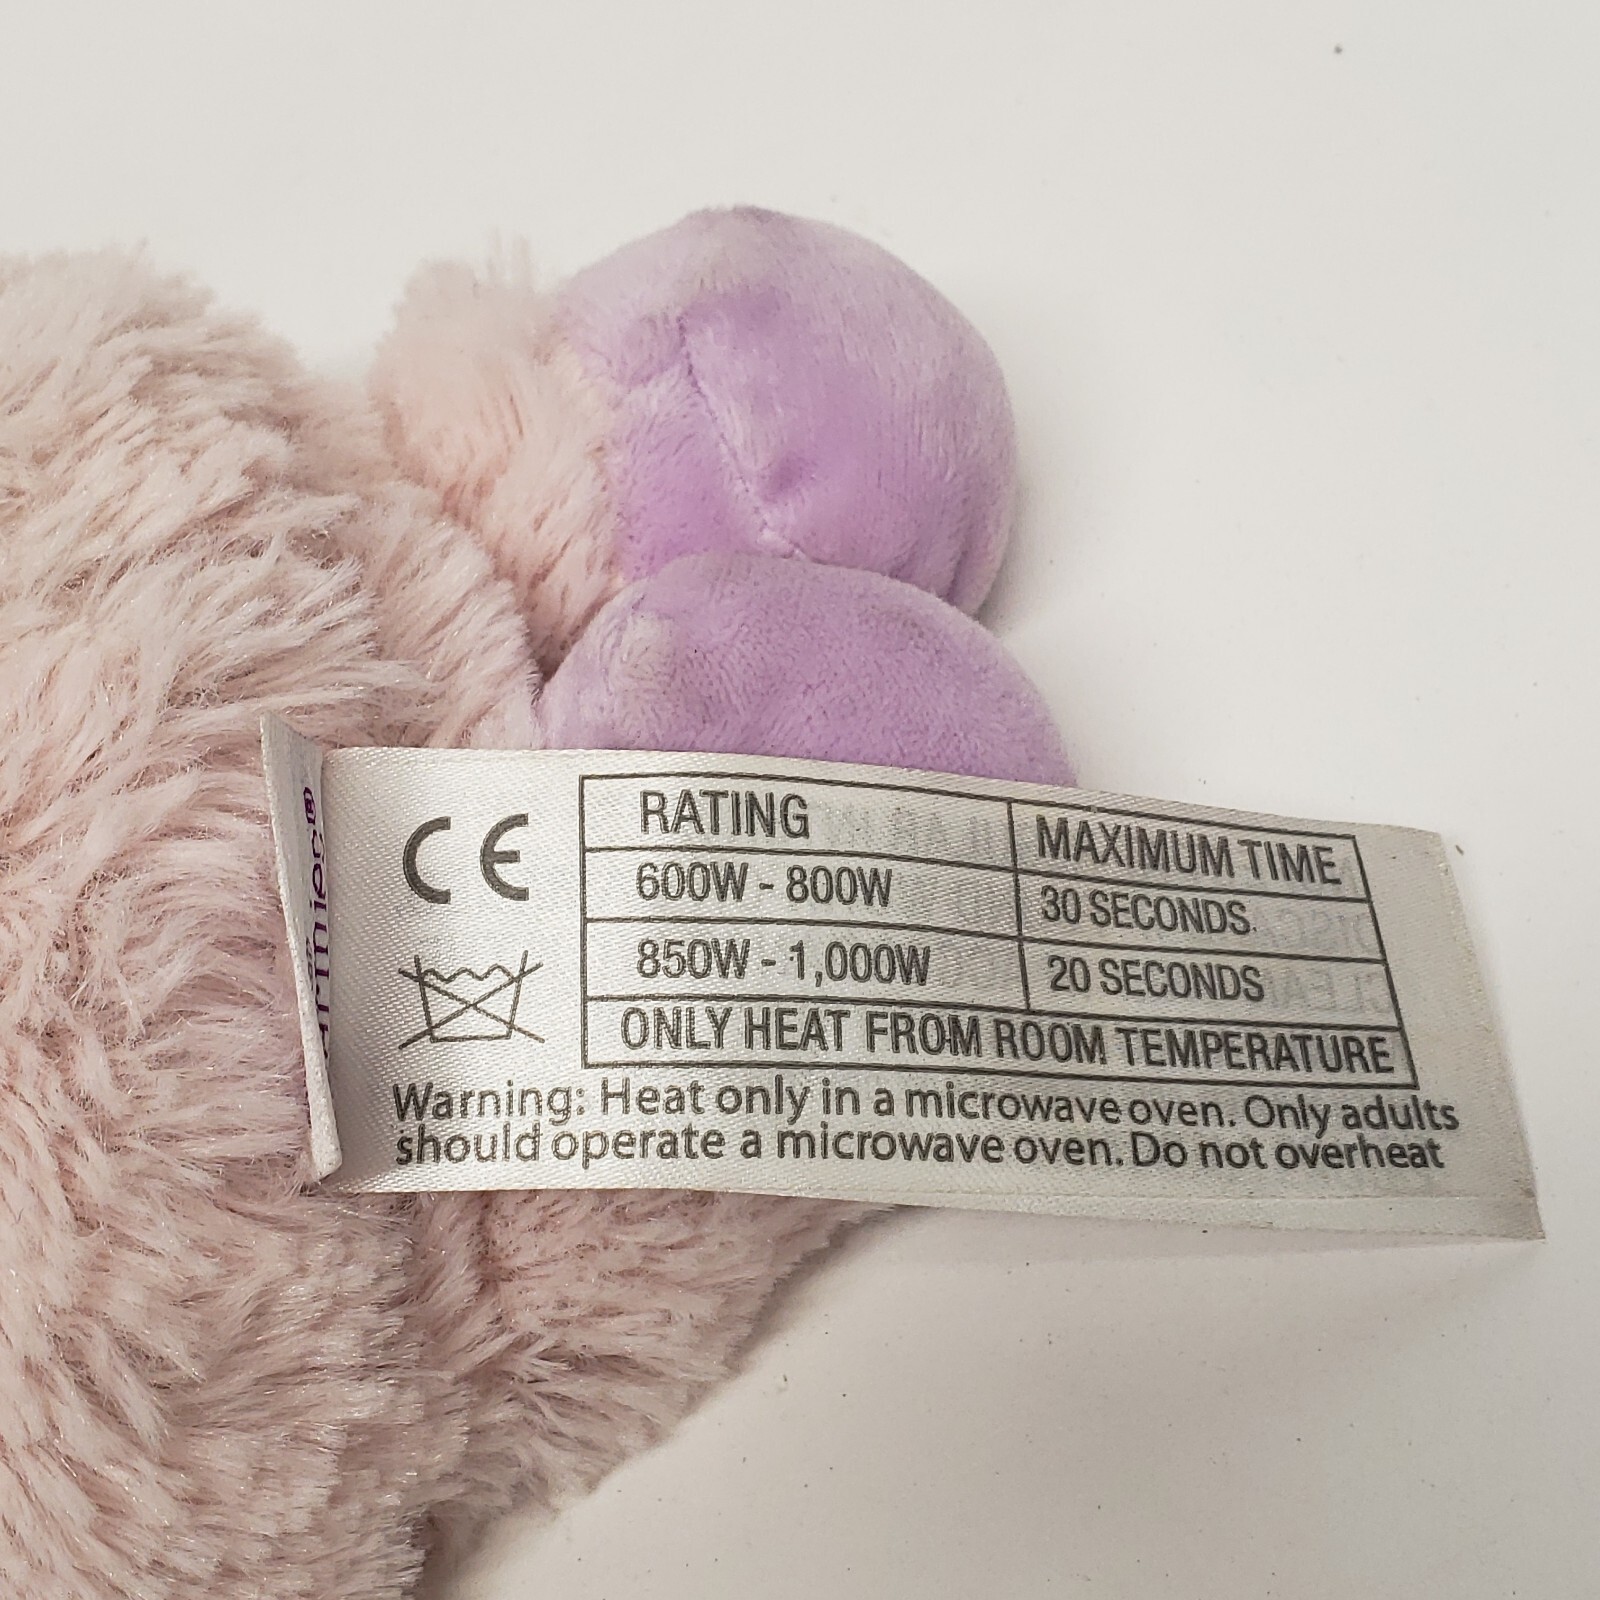 CE
RATING MAXIMUM TIME
600W - 800W 30 SECONDS.
850W - 1,000W 20 SECONDS
ONLY HEAT FROM ROOM TEMPERATURE
Warning: Heat only in a microwave oven. Only adults
should operate a microwave oven. Do not overheat